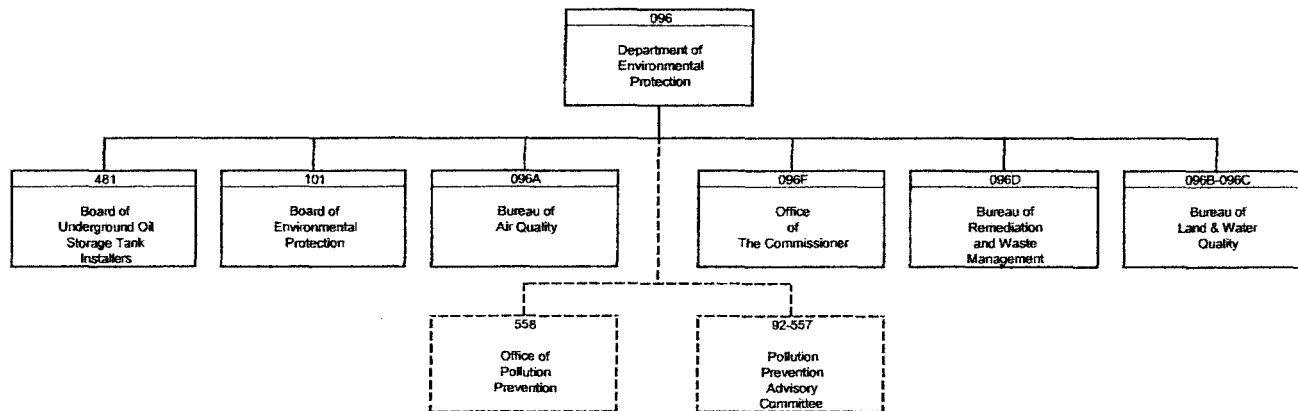 096
Department of
Environmental
Protection
481
Board of
Underground Oil
Storage Tank
Installers
101
Board of
Environmental
Protection
096A
Bureau of
Air Quality
096F
Office
of
The Commissioner
096D
Bureau of
Remediation
and Waste
Management
096B-096C
Bureau of
Land & Water
Quality
558
Office of
Pollution
Prevention
92-557
Pollution
Prevention
Advisory
Committee